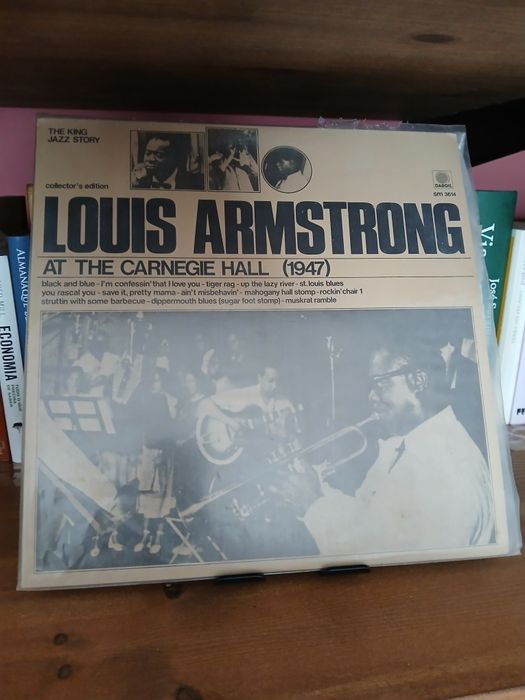 THE KING
JAZZ STORY
collector's edition
DAGGIL
sm 3614
LOUIS ARMSTRONG
AT THE CARNEGIE HALL (1947)
black and blue - I'm confessin' that I love you - tiger rag - up the lazy river - st. louis blues
you rascal you - save it, pretty mama - ain't misbehavin' - mahogany hall stomp - rockin' chair 1
struttin with some barbecue - dippermouth blues (sugar foot stomp) - muskrat ramble
ECONOMIA
ALMANAQUE
José S